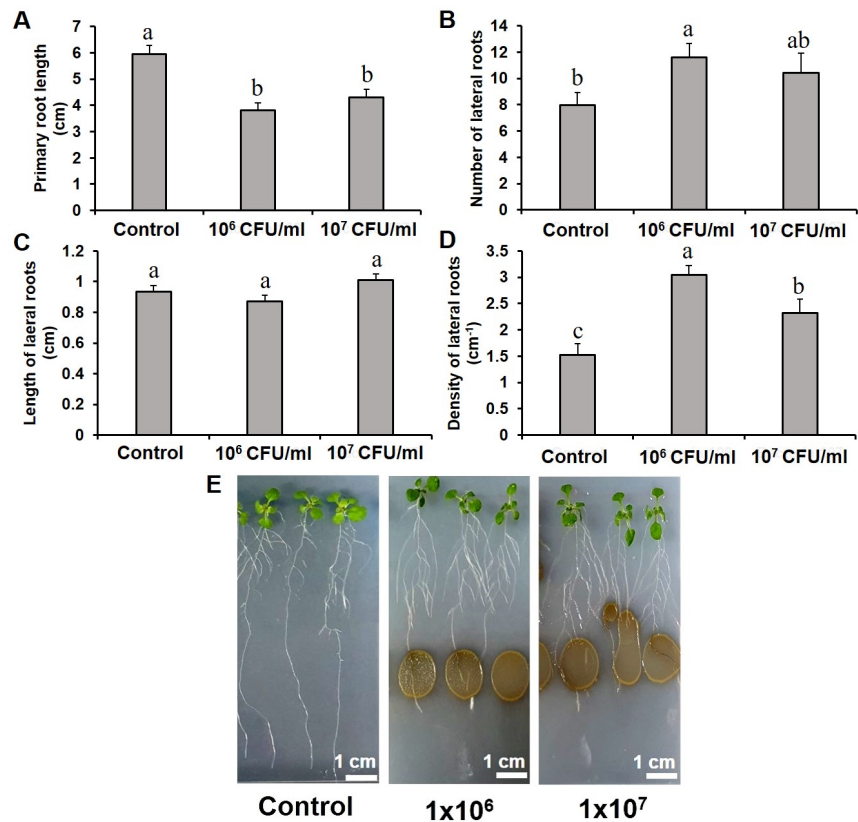 A
Primary root length
(cm)
7
6
5
4
3
2
1
0
a
b
b
Control
10⁶ CFU/ml
10⁷ CFU/ml
B
Number of lateral roots
14
12
10
8
6
4
2
0
b
a
ab
Control
10⁶ CFU/ml
10⁷ CFU/ml
C
Length of laeral roots
(cm)
1.2
1
0.8
0.6
0.4
0.2
0
a
a
a
Control
10⁶ CFU/ml
10⁷ CFU/ml
D
Density of lateral roots
(cm⁻¹)
3.5
3
2.5
2
1.5
1
0.5
0
c
a
b
Control
10⁶ CFU/ml
10⁷ CFU/ml
E
1 cm
1 cm
1 cm
Control
1x10⁶
1x10⁷